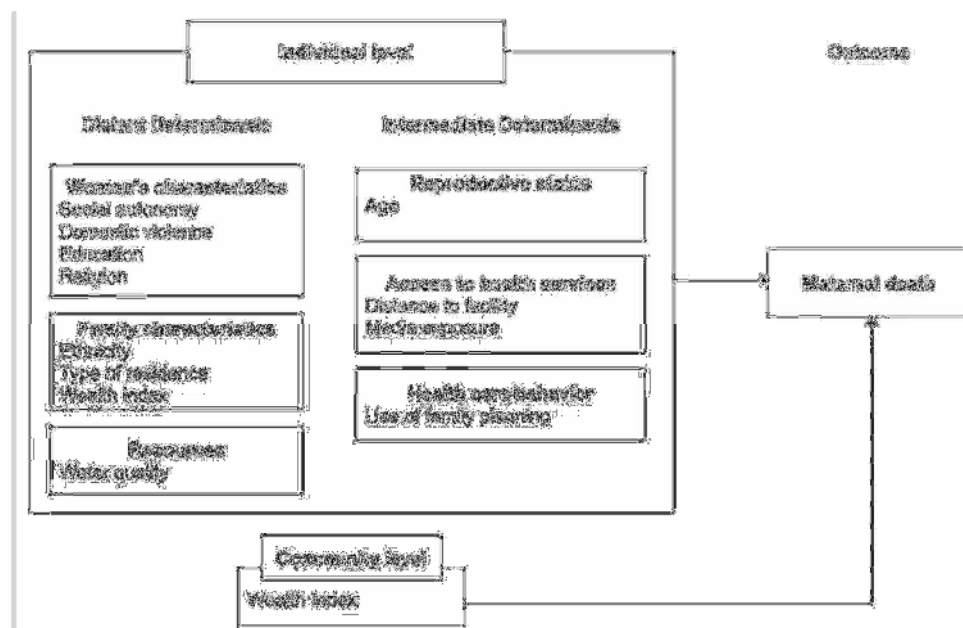 Individual level
Outcome
Distant Determinants
Intermediate Determinants
Women's characteristics
Social autonomy
Domestic violence
Education
Religion
Reproductive status
Age
Access to health services
Distance to facility
Media exposure
Maternal death
Family characteristics
Ethnicity
Type of residence
Wealth index
Health care behavior
Use of family planning
Resources
Water quality
Community level
Wealth index